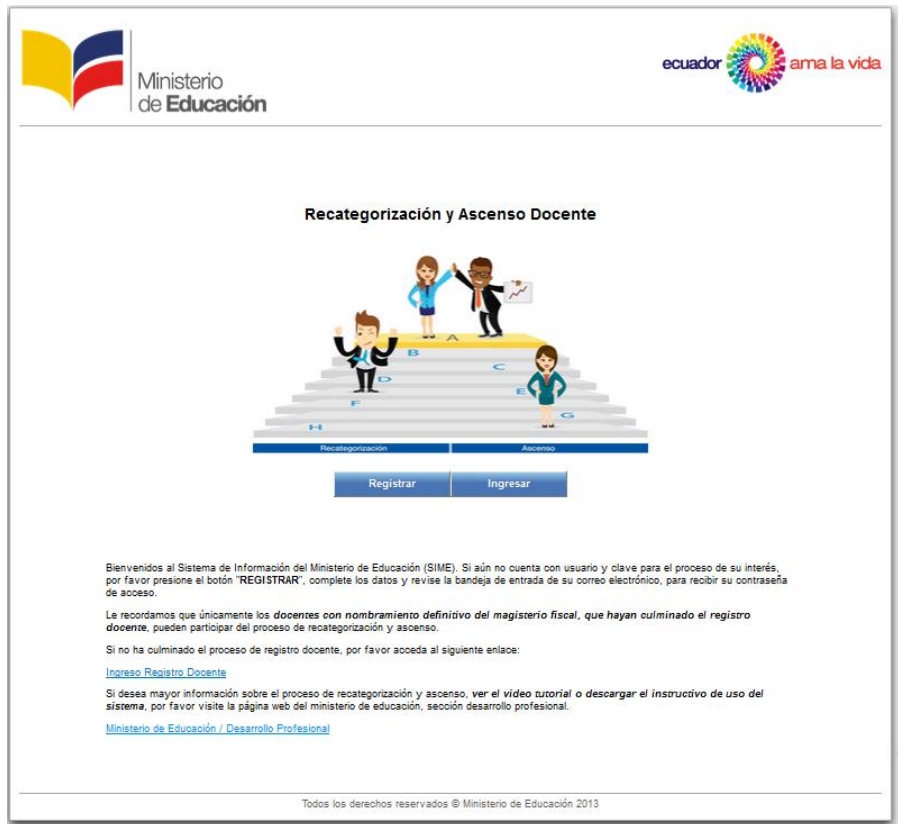 Ministerio
de Educación
ecuador ama la vida
Recategorización y Ascenso Docente
A
B
C
D
E
F
G
H
Recategorización Ascenso
Registrar Ingresar
Bienvenidos al Sistema de Información del Ministerio de Educación (SIME). Si aún no cuenta con usuario y clave para el proceso de su interés,
por favor presione el botón "REGISTRAR", complete los datos y revise la bandeja de entrada de su correo electrónico, para recibir su contraseña
de acceso.
Le recordamos que únicamente los docentes con nombramiento definitivo del magisterio fiscal, que hayan culminado el registro
docente, pueden participar del proceso de recategorización y ascenso.
Si no ha culminado el proceso de registro docente, por favor acceda al siguiente enlace:
Ingreso Registro Docente
Si desea mayor información sobre el proceso de recategorización y ascenso, ver el video tutorial o descargar el instructivo de uso del
sistema, por favor visite la página web del ministerio de educación, sección desarrollo profesional.
Ministerio de Educación / Desarrollo Profesional
Todos los derechos reservados © Ministerio de Educación 2013